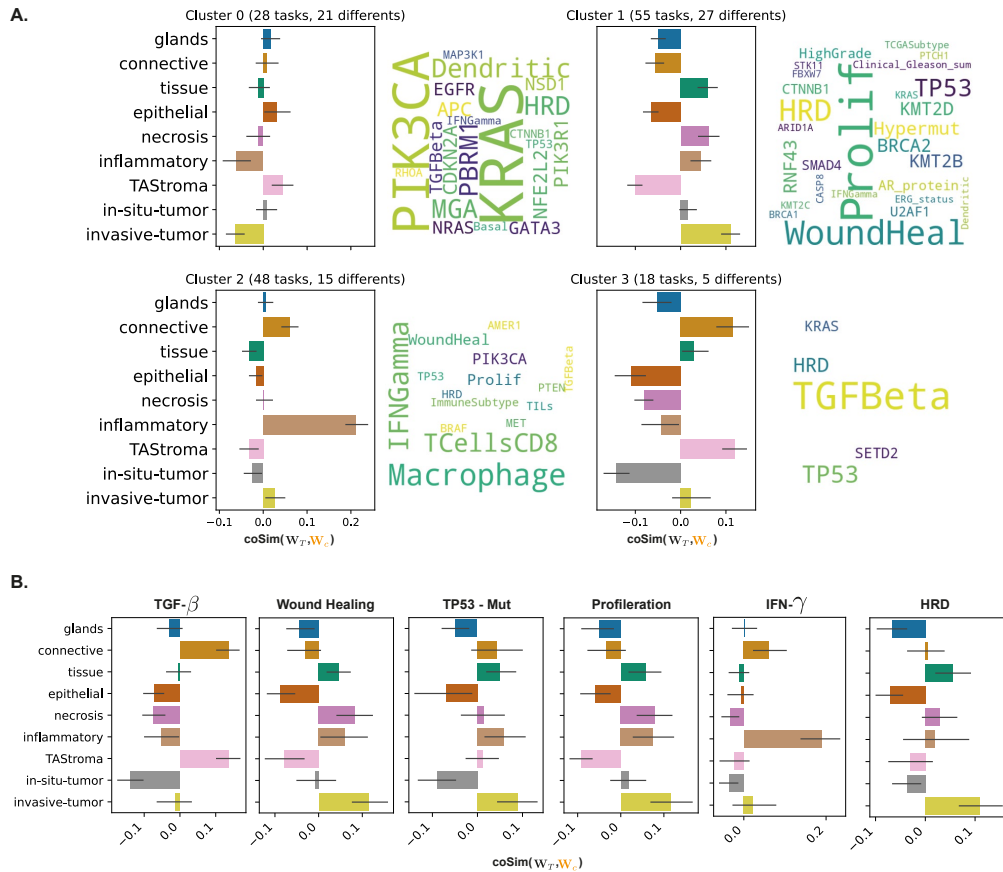 A.
Cluster 0 (28 tasks, 21 differents)
glands
connective
tissue
epithelial
necrosis
inflammatory
TAStroma
in-situ-tumor
invasive-tumor
PIK3CA
MAP3K1
Dendritic
EGFR
NSD1
APC
HRD
IFNGamma
RHOA
TGFBeta
CDKN2A
PBRM1
KRAS
CTNNB1
TP53
NFE2L2
PIK3R1
MGA
NRAS
Basal
GATA3
Cluster 1 (55 tasks, 27 differents)
TCGASubtype
HighGrade
PTCH1
STK11
Clinical_Gleason_sum
FBXW7
CTNNB1
KRAS
TP53
HRD
KMT2D
ARID1A
Prolif
Hypermut
RNF43
BRCA2
SMAD4
KMT2B
CASP8
IFNGamma
AR_protein
KMT2C
ERG_status
BRCA1
U2AF1
Dendritic
WoundHeal
Cluster 2 (48 tasks, 15 differents)
glands
connective
tissue
epithelial
necrosis
inflammatory
TAStroma
in-situ-tumor
invasive-tumor
−0.1 0.0 0.1 0.2
coSim(W_T,W_c)
IFNGamma
AMER1
WoundHeal
PIK3CA
TGFBeta
TP53
Prolif
HRD
PTEN
ImmuneSubtype
TILs
BRAF
MET
TCellsCD8
Macrophage
Cluster 3 (18 tasks, 5 differents)
−0.1 0.0 0.1
coSim(W_T,W_c)
KRAS
HRD
TGFBeta
SETD2
TP53
B.
TGF-β
Wound Healing
TP53 - Mut
Profileration
IFN-γ
HRD
glands
connective
tissue
epithelial
necrosis
inflammatory
TAStroma
in-situ-tumor
invasive-tumor
−0.1 0.0 0.1
−0.1 0.0 0.1
−0.1 0.0 0.1
−0.1 0.0 0.1
0.0 0.2
−0.1 0.0 0.1
coSim(W_T,W_c)